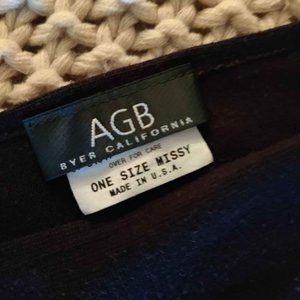 AGB
BYER CALIFORNIA
OVER FOR CARE
ONE SIZE MISSY
MADE IN U.S.A.